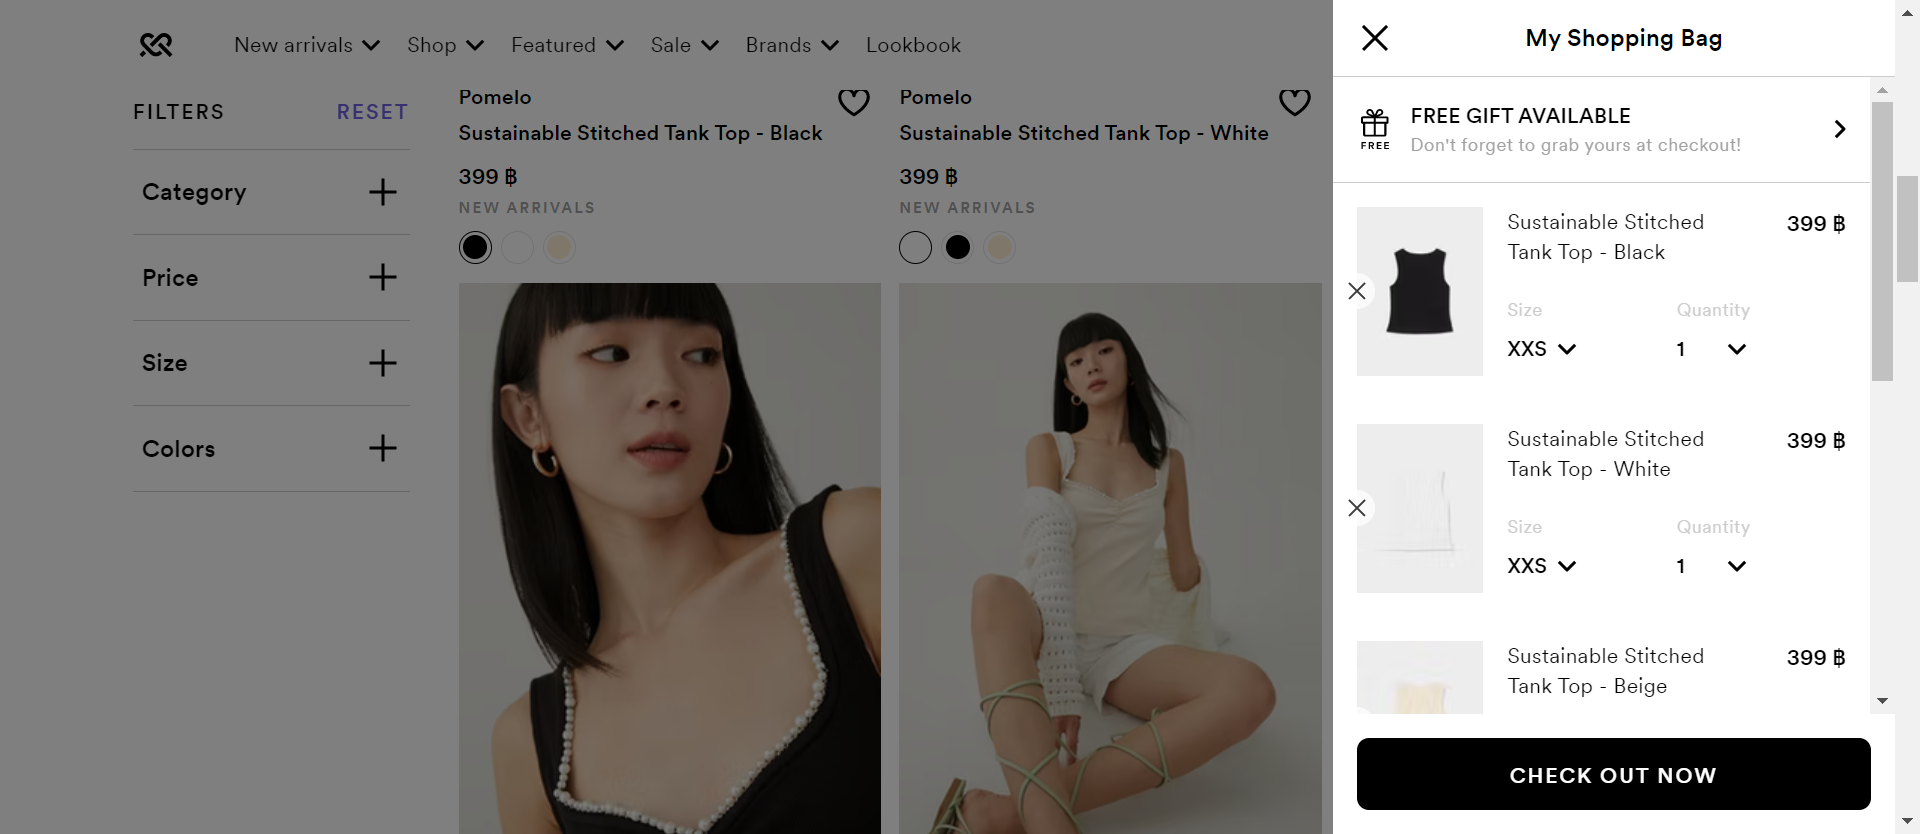 New arrivals
Shop
Featured
Sale
Brands
Lookbook
FILTERS
RESET
Category
Price
Size
Colors
Pomelo
Sustainable Stitched Tank Top - Black
399 ฿
NEW ARRIVALS
Pomelo
Sustainable Stitched Tank Top - White
399 ฿
NEW ARRIVALS
My Shopping Bag
FREE
FREE GIFT AVAILABLE
Don't forget to grab yours at checkout!
Sustainable Stitched
Tank Top - Black
399 ฿
Size
Quantity
XXS
1
Sustainable Stitched
Tank Top - White
399 ฿
Size
Quantity
XXS
1
Sustainable Stitched
Tank Top - Beige
399 ฿
CHECK OUT NOW